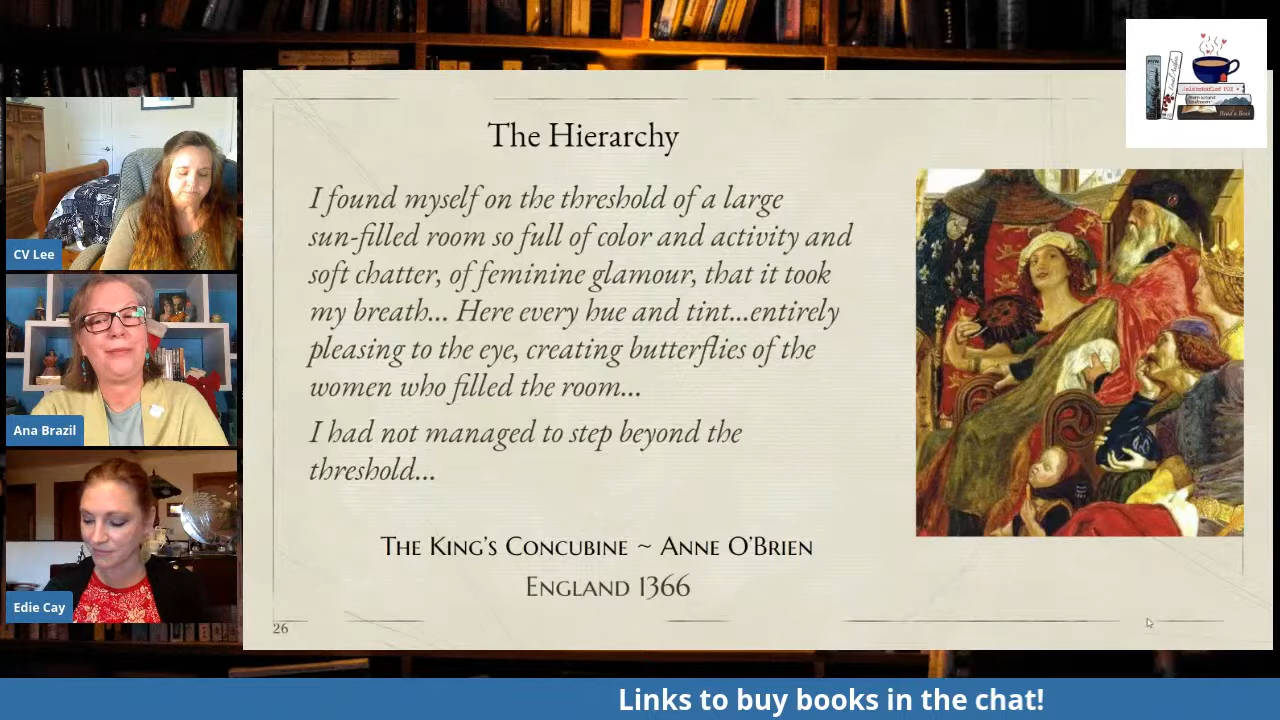 The Hierarchy
I found myself on the threshold of a large
sun-filled room so full of color and activity and
soft chatter, of feminine glamour, that it took
my breath... Here every hue and tint...entirely
pleasing to the eye, creating butterflies of the
women who filled the room...
I had not managed to step beyond the
threshold...
The King's Concubine ~ Anne O'Brien
England 1366
26
CV Lee
Ana Brazil
Edie Cay
Read a Book
Links to buy books in the chat!